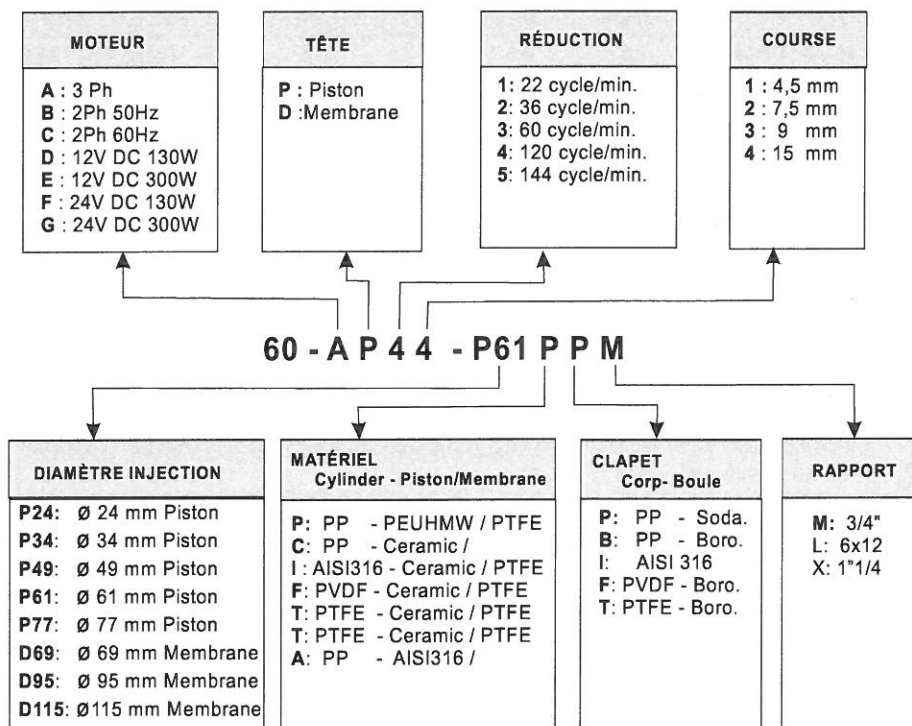 MOTEUR
A : 3 Ph
B : 2Ph 50Hz
C : 2Ph 60Hz
D : 12V DC 130W
E : 12V DC 300W
F : 24V DC 130W
G : 24V DC 300W
TÊTE
P : Piston
D :Membrane
RÉDUCTION
1: 22 cycle/min.
2: 36 cycle/min.
3: 60 cycle/min.
4: 120 cycle/min.
5: 144 cycle/min.
COURSE
1 : 4,5 mm
2 : 7,5 mm
3 : 9 mm
4 : 15 mm
60 - A P 4 4 - P61 P P M
DIAMÈTRE INJECTION
P24: Ø 24 mm Piston
P34: Ø 34 mm Piston
P49: Ø 49 mm Piston
P61: Ø 61 mm Piston
P77: Ø 77 mm Piston
D69: Ø 69 mm Membrane
D95: Ø 95 mm Membrane
D115: Ø115 mm Membrane
MATÉRIEL
Cylinder - Piston/Membrane
P: PP - PEUHMW / PTFE
C: PP - Ceramic /
I : AISI316 - Ceramic / PTFE
F: PVDF - Ceramic / PTFE
T: PTFE - Ceramic / PTFE
T: PTFE - Ceramic / PTFE
A: PP - AISI316 /
CLAPET
Corp- Boule
P: PP - Soda.
B: PP - Boro.
I: AISI 316
F: PVDF - Boro.
T: PTFE - Boro.
RAPPORT
M: 3/4"
L: 6x12
X: 1"1/4